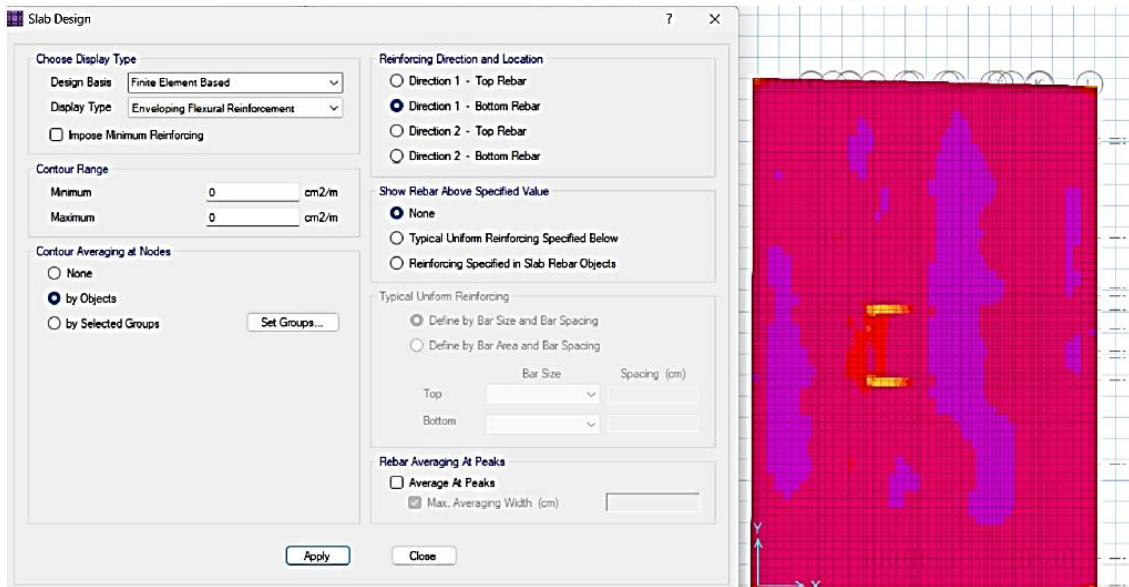 Slab Design
? ×
Choose Display Type
Design Basis Finite Element Based
Display Type Enveloping Flexural Reinforcement
Impose Minimum Reinforcing
Contour Range
Minimum 0 cm2/m
Maximum 0 cm2/m
Contour Averaging at Nodes
None
by Objects
by Selected Groups Set Groups...
Reinforcing Direction and Location
Direction 1 - Top Rebar
Direction 1 - Bottom Rebar
Direction 2 - Top Rebar
Direction 2 - Bottom Rebar
Show Rebar Above Specified Value
None
Typical Uniform Reinforcing Specified Below
Reinforcing Specified in Slab Rebar Objects
Typical Uniform Reinforcing
Define by Bar Size and Bar Spacing
Define by Bar Area and Bar Spacing
Bar Size Spacing (cm)
Top
Bottom
Rebar Averaging At Peaks
Average At Peaks
Max. Averaging Width (cm)
Apply Close
Y
X